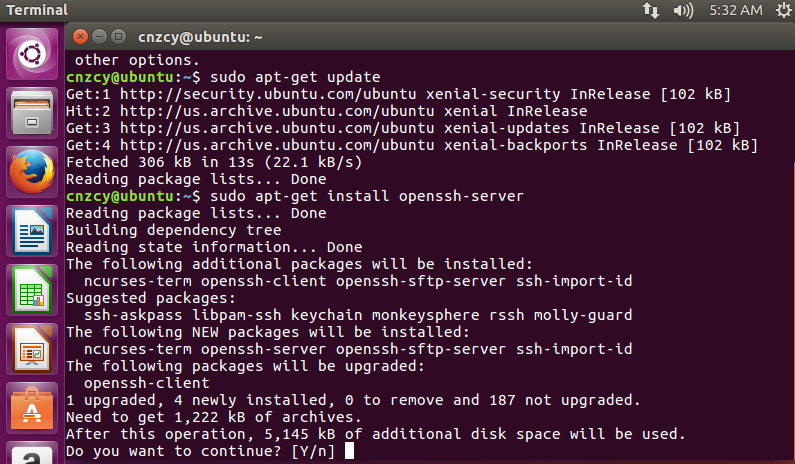 Terminal
5:32 AM
cnzcy@ubuntu: ~
other options.
cnzcy@ubuntu:~$ sudo apt-get update
Get:1 http://security.ubuntu.com/ubuntu xenial-security InRelease [102 kB]
Hit:2 http://us.archive.ubuntu.com/ubuntu xenial InRelease
Get:3 http://us.archive.ubuntu.com/ubuntu xenial-updates InRelease [102 kB]
Get:4 http://us.archive.ubuntu.com/ubuntu xenial-backports InRelease [102 kB]
Fetched 306 kB in 13s (22.1 kB/s)
Reading package lists... Done
cnzcy@ubuntu:~$ sudo apt-get install openssh-server
Reading package lists... Done
Building dependency tree
Reading state information... Done
The following additional packages will be installed:
ncurses-term openssh-client openssh-sftp-server ssh-import-id
Suggested packages:
ssh-askpass libpam-ssh keychain monkeysphere rssh molly-guard
The following NEW packages will be installed:
ncurses-term openssh-server openssh-sftp-server ssh-import-id
The following packages will be upgraded:
openssh-client
1 upgraded, 4 newly installed, 0 to remove and 187 not upgraded.
Need to get 1,222 kB of archives.
After this operation, 5,145 kB of additional disk space will be used.
Do you want to continue? [Y/n]